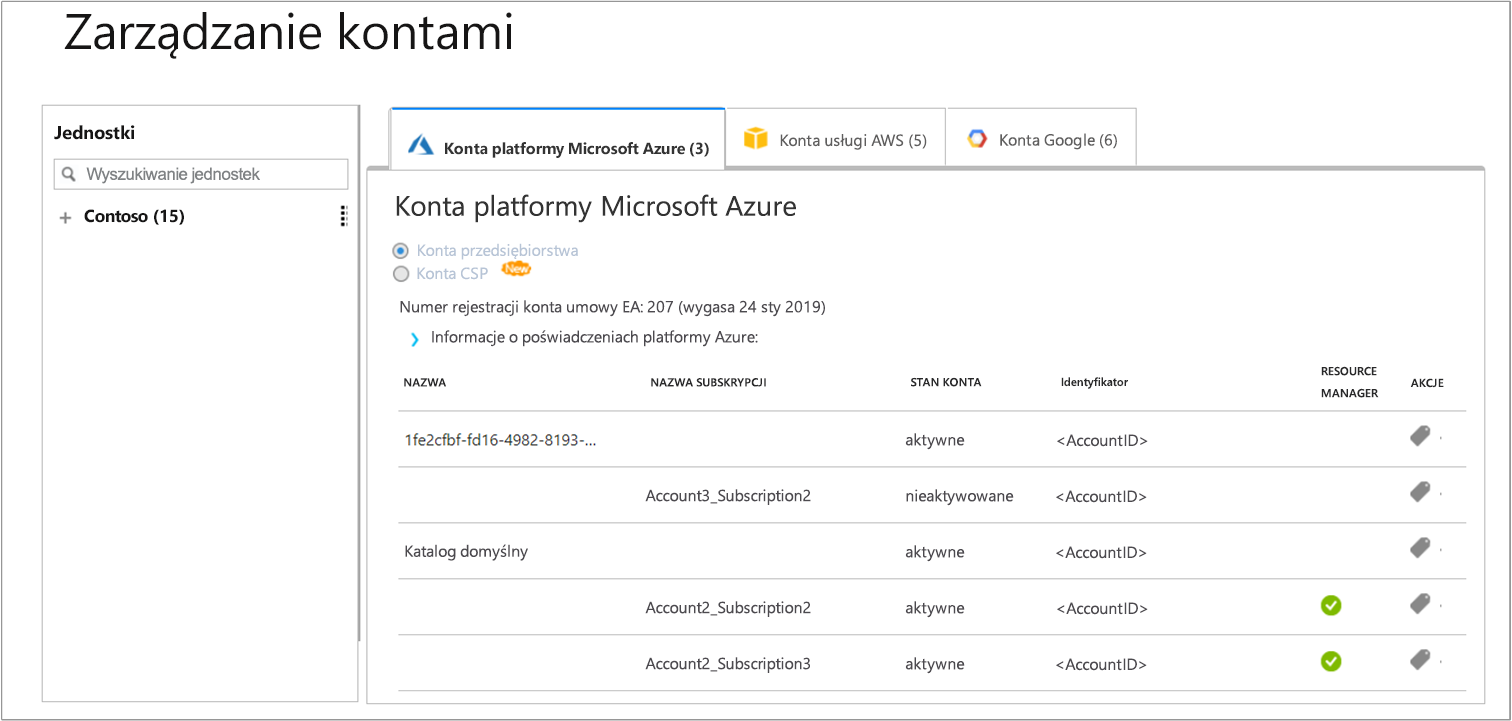 Zarządzanie kontami
Jednostki
Wyszukiwanie jednostek
Contoso (15)
Konta platformy Microsoft Azure (3)
Konta usługi AWS (5)
Konta Google (6)
Konta platformy Microsoft Azure
Konta przedsiębiorstwa
Konta CSP New
Numer rejestracji konta umowy EA: 207 (wygasa 24 sty 2019)
Informacje o poświadczeniach platformy Azure:
NAZWA NAZWA SUBSKRYPCJI STAN KONTA Identyfikator RESOURCE MANAGER AKCJE
1fe2cfbf-fd16-4982-8193-... aktywne <AccountID>
Account3_Subscription2 nieaktywowane <AccountID>
Katalog domyślny aktywne <AccountID>
Account2_Subscription2 aktywne <AccountID>
Account2_Subscription3 aktywne <AccountID>